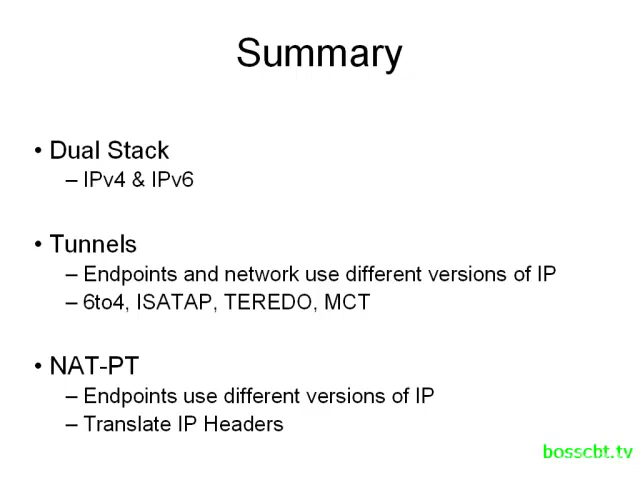 Summary
• Dual Stack
– IPv4 & IPv6
• Tunnels
– Endpoints and network use different versions of IP
– 6to4, ISATAP, TEREDO, MCT
• NAT-PT
– Endpoints use different versions of IP
– Translate IP Headers
bosscbt.tv